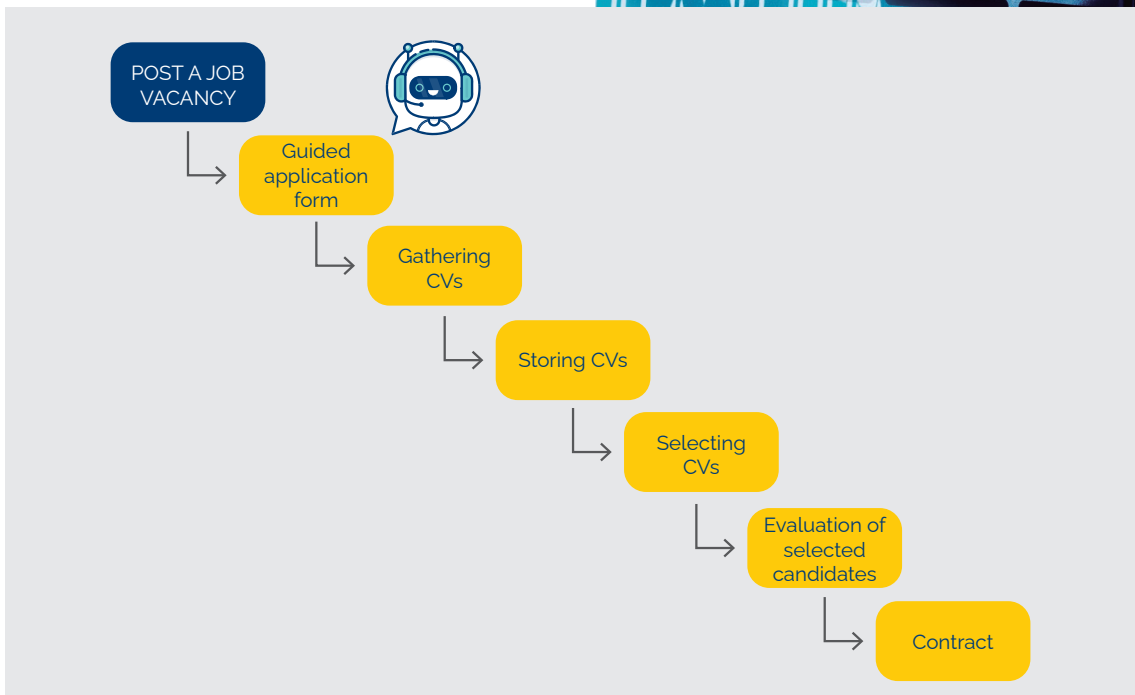 POST A JOB
VACANCY
Guided
application
form
Gathering
CVs
Storing CVs
Selecting
CVs
Evaluation of
selected
candidates
Contract